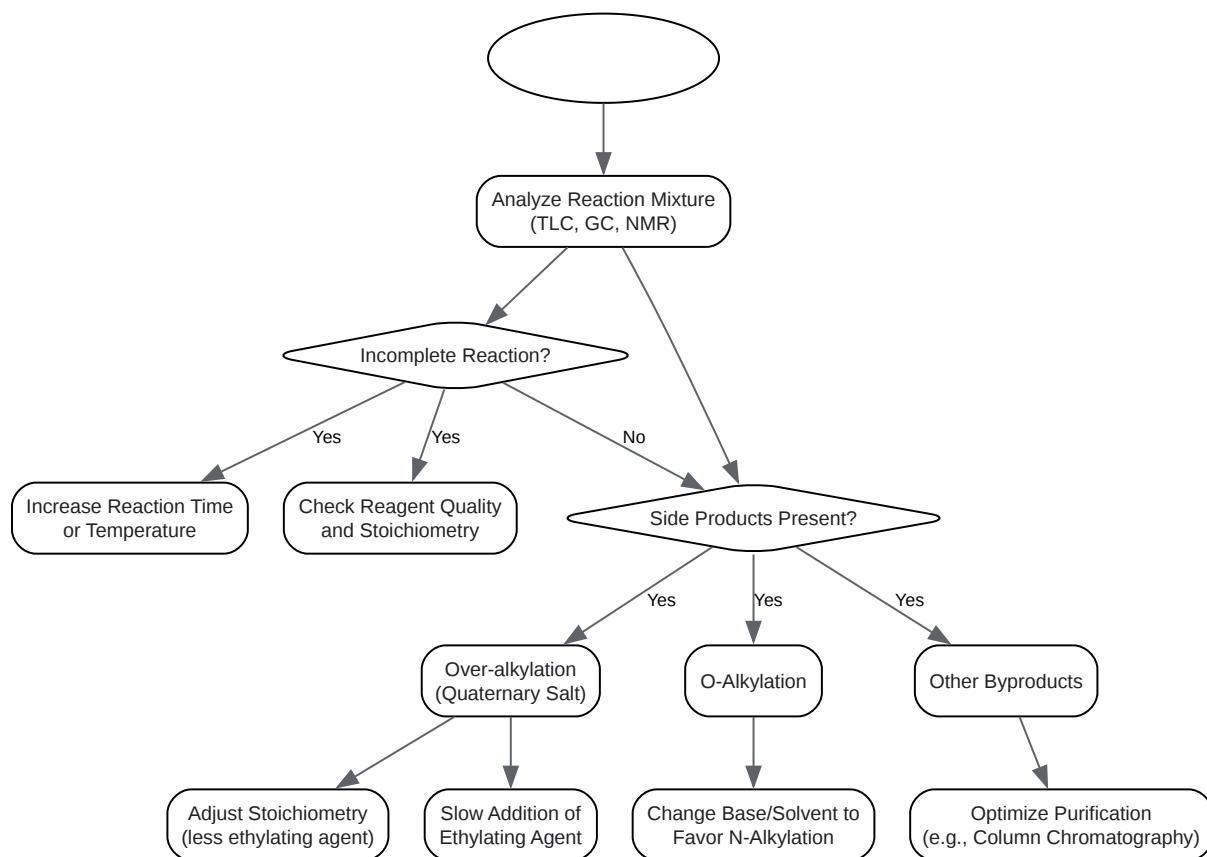 Analyze Reaction Mixture
(TLC, GC, NMR)
Incomplete Reaction?
Yes
Yes
No
Increase Reaction Time
or Temperature
Check Reagent Quality
and Stoichiometry
Side Products Present?
Yes
Yes
Yes
Over-alkylation
(Quaternary Salt)
O-Alkylation
Other Byproducts
Adjust Stoichiometry
(less ethylating agent)
Slow Addition of
Ethylating Agent
Change Base/Solvent to
Favor N-Alkylation
Optimize Purification
(e.g., Column Chromatography)